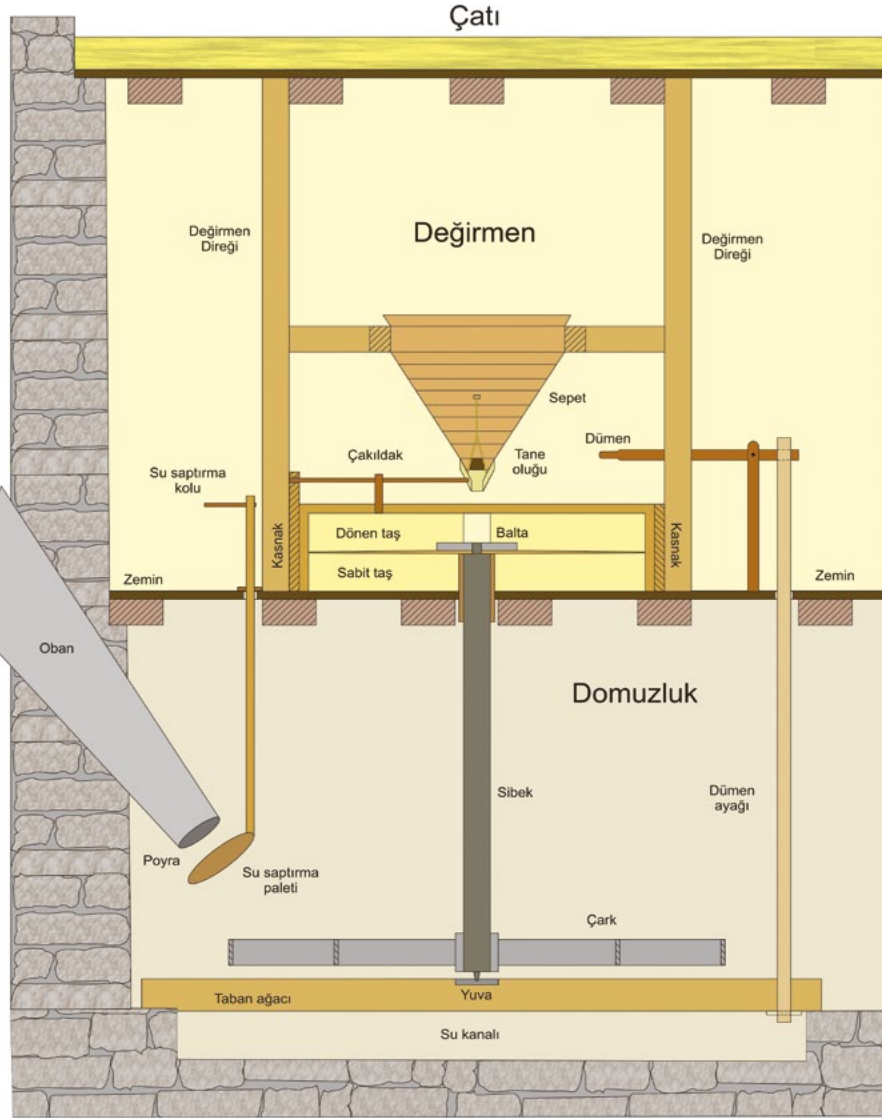 Çatı
Değirmen
Direği
Değirmen
Değirmen
Direği
Sepet
Dümen
Çakıldak
Tane
oluğu
Su saptırma
kolu
Kasnak
Dönen taş
Balta
Kasnak
Sabit taş
Zemin
Zemin
Oban
Domuzluk
Sibek
Dümen
ayağı
Poyra
Su saptırma
paleti
Çark
Taban ağacı
Yuva
Su kanalı